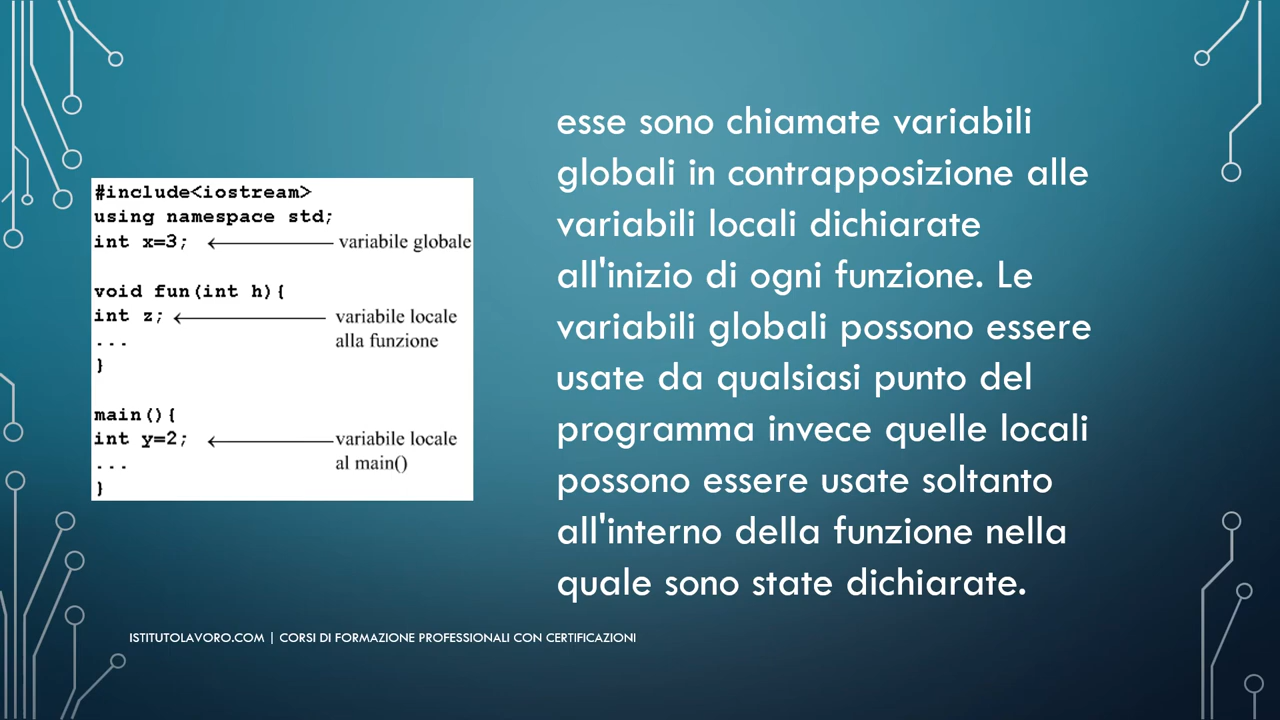 #include<iostream>
using namespace std;
int x=3;
variabile globale
void fun(int h){
int z;
variabile locale
alla funzione
...
}
main(){
int y=2;
variabile locale
al main()
...
}
esse sono chiamate variabili
globali in contrapposizione alle
variabili locali dichiarate
all'inizio di ogni funzione. Le
variabili globali possono essere
usate da qualsiasi punto del
programma invece quelle locali
possono essere usate soltanto
all'interno della funzione nella
quale sono state dichiarate.
ISTITUTOLAVORO.COM | CORSI DI FORMAZIONE PROFESSIONALI CON CERTIFICAZIONI